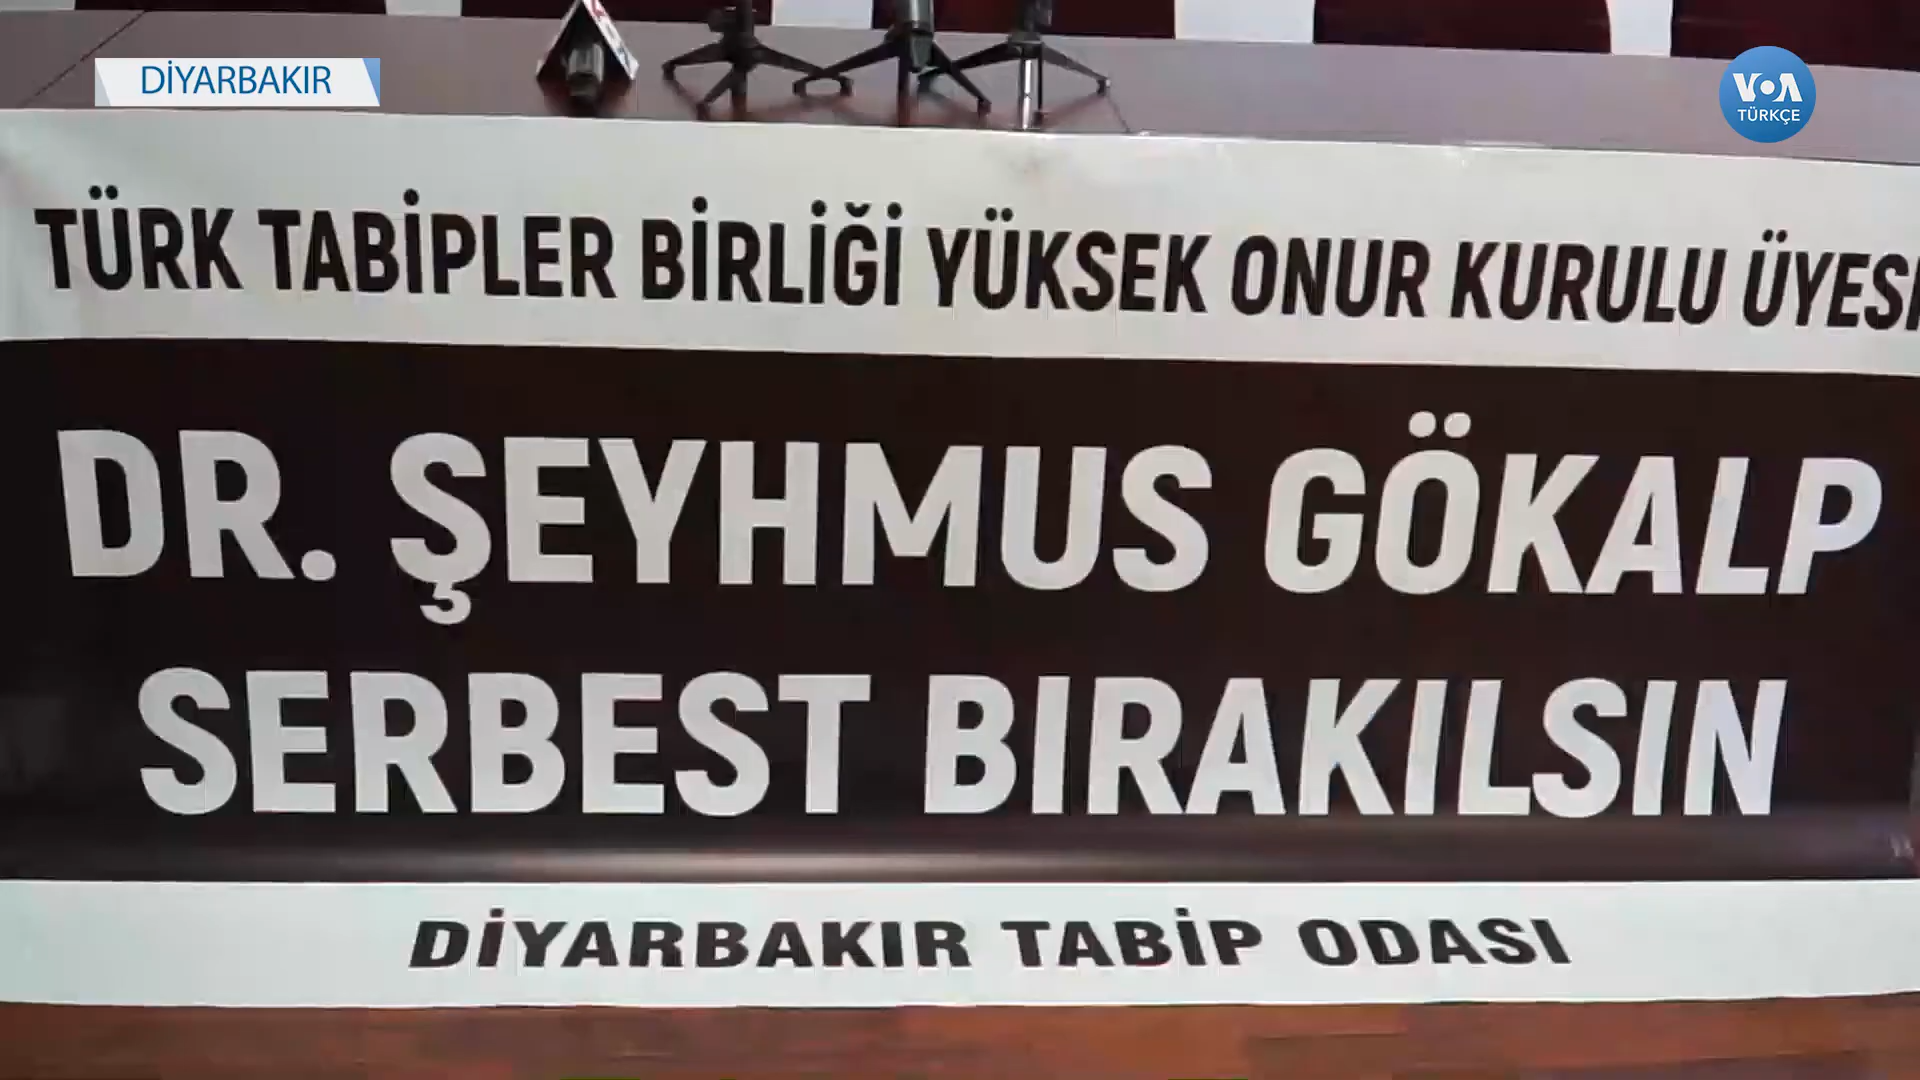 DİYARBAKIR
VOA
TÜRKÇE
TÜRK TABİPLER BİRLİĞİ YÜKSEK ONUR KURULU ÜYESİ
DR. ŞEYHMUS GÖKALP
SERBEST BIRAKILSIN
DİYARBAKIR TABİP ODASI